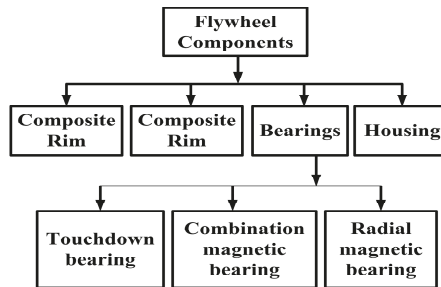 Flywheel
Components
Composite
Rim
Composite
Rim
Bearings
Housing
Touchdown
bearing
Combination
magnetic
bearing
Radial
magnetic
bearing